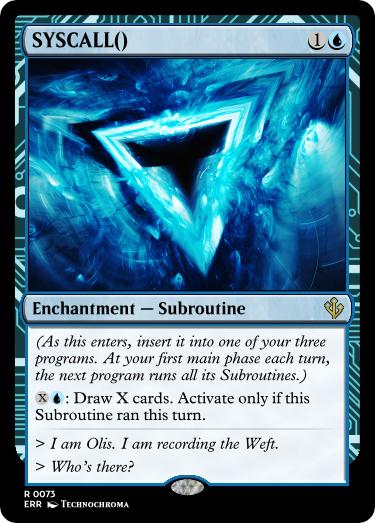 SYSCALL()
1
Enchantment — Subroutine
(As this enters, insert it into one of your three
programs. At your first main phase each turn,
the next program runs all its Subroutines.)
X: Draw X cards. Activate only if this
Subroutine ran this turn.
> I am Olis. I am recording the Weft.
> Who's there?
R 0073
ERR TECHNOCHROMA